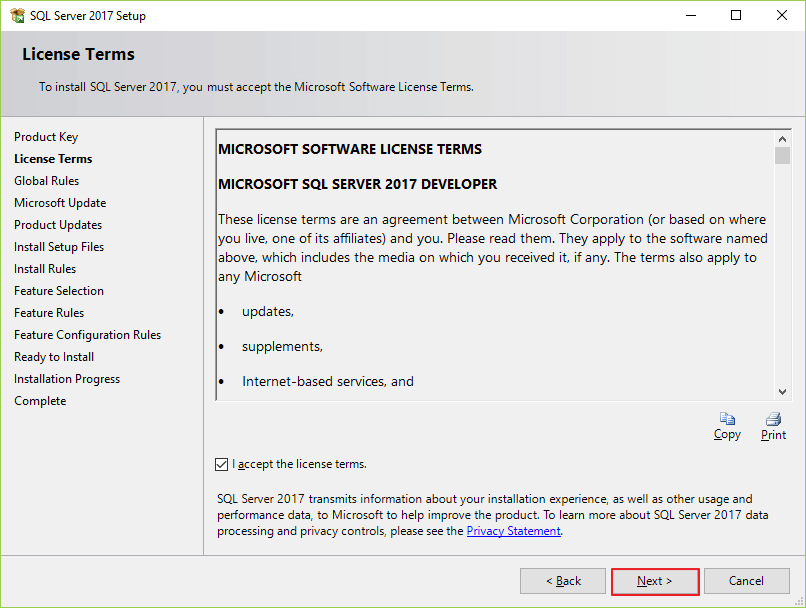 SQL Server 2017 Setup
License Terms
To install SQL Server 2017, you must accept the Microsoft Software License Terms.
Product Key
License Terms
Global Rules
Microsoft Update
Product Updates
Install Setup Files
Install Rules
Feature Selection
Feature Rules
Feature Configuration Rules
Ready to Install
Installation Progress
Complete
MICROSOFT SOFTWARE LICENSE TERMS
MICROSOFT SQL SERVER 2017 DEVELOPER
These license terms are an agreement between Microsoft Corporation (or based on where
you live, one of its affiliates) and you. Please read them. They apply to the software named
above, which includes the media on which you received it, if any. The terms also apply to
any Microsoft
• updates,
• supplements,
• Internet-based services, and
Copy
Print
I accept the license terms.
SQL Server 2017 transmits information about your installation experience, as well as other usage and
performance data, to Microsoft to help improve the product. To learn more about SQL Server 2017 data
processing and privacy controls, please see the Privacy Statement.
< Back
Next >
Cancel